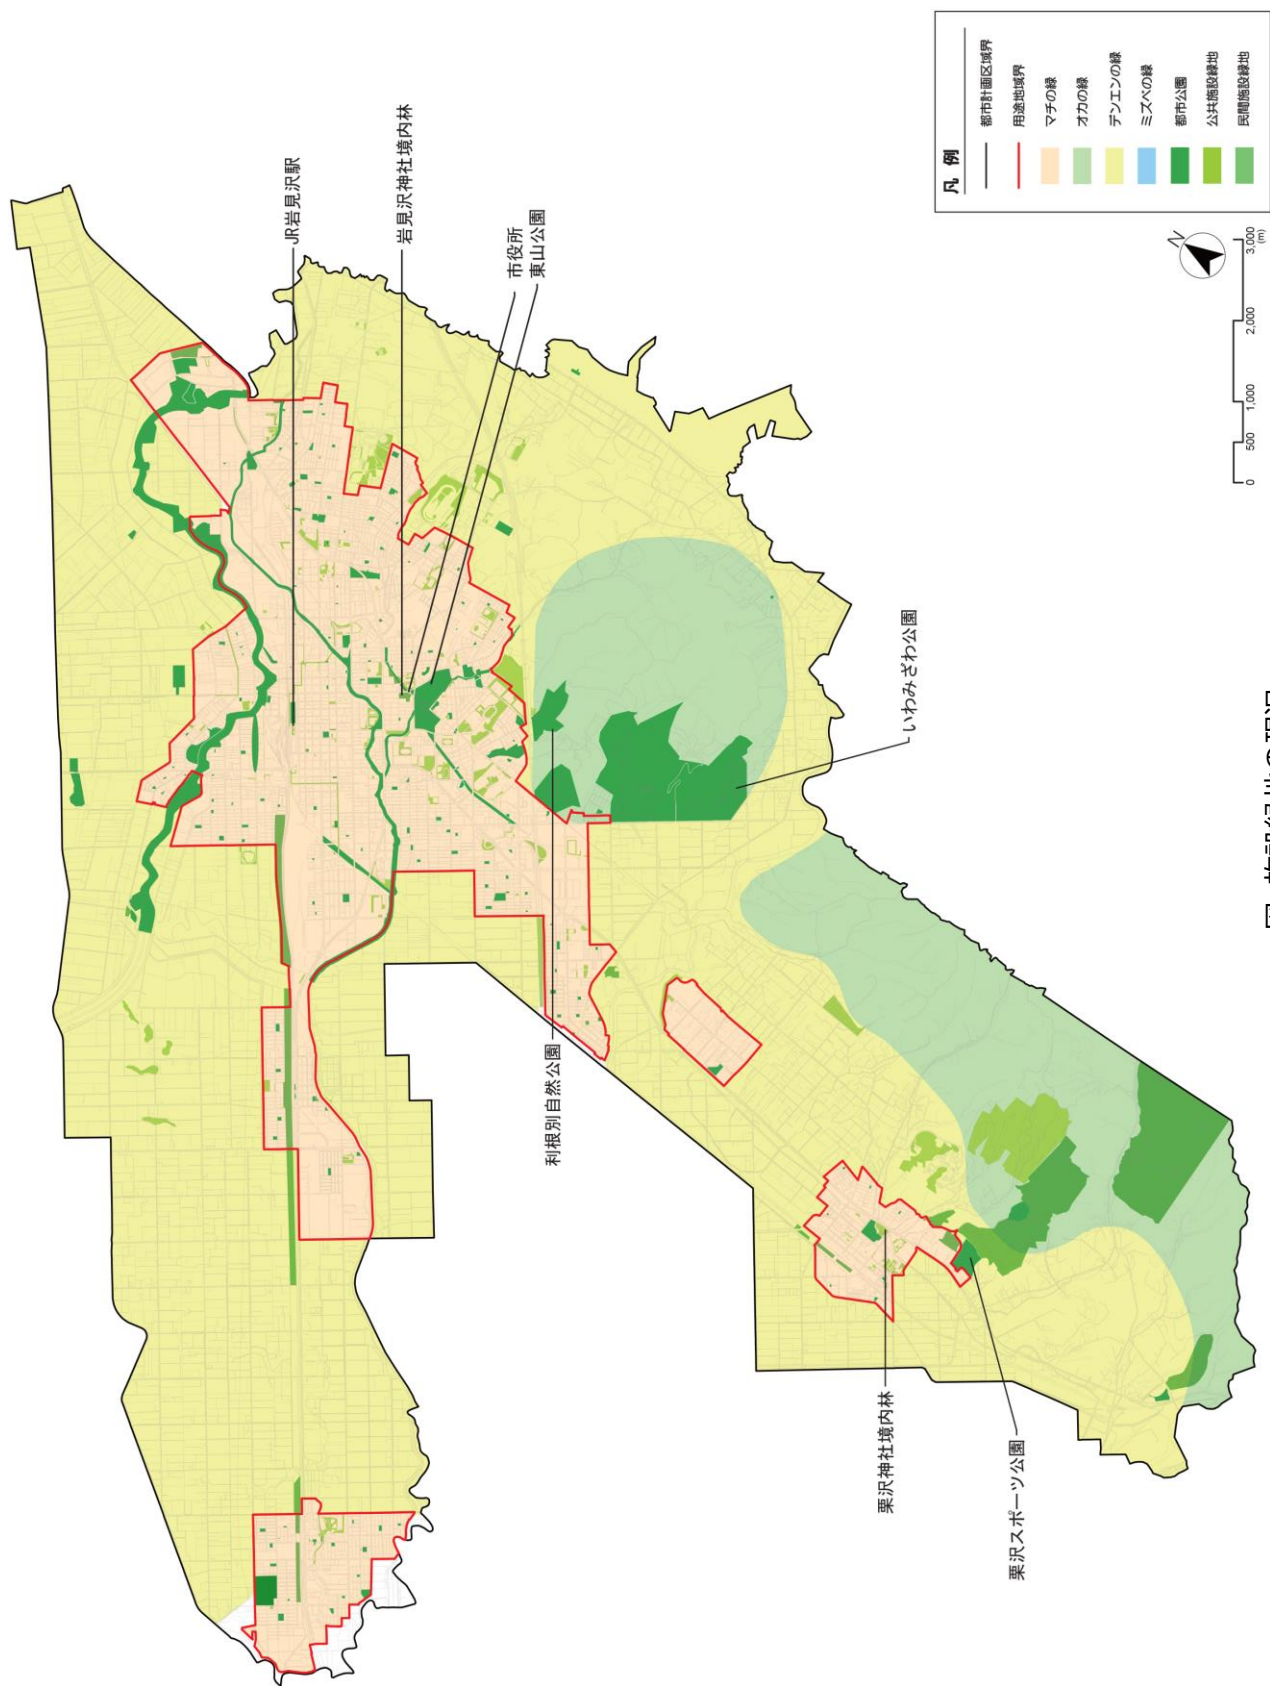 JR岩見沢駅
岩見沢神社境内林
市役所
東山公園
いわみざわ公園
利根別自然公園
栗沢神社境内林
栗沢スポーツ公園
凡例
都市計画区域界
用途地域界
マチの緑
オカの緑
デンエンの緑
ミズベの緑
都市公園
公共施設緑地
民間施設緑地
N
0 500 1,000 2,000 3,000
(m)